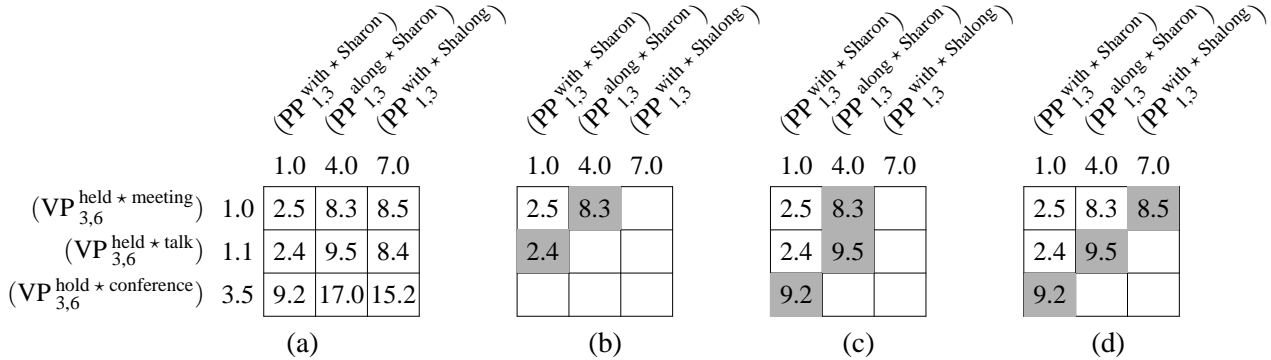 (PP with ⋆ Sharon 1,3) (PP along ⋆ Sharon 1,3) (PP with ⋆ Shalong 1,3) (PP with ⋆ Sharon 1,3) (PP along ⋆ Sharon 1,3) (PP with ⋆ Shalong 1,3) (PP with ⋆ Sharon 1,3) (PP along ⋆ Sharon 1,3) (PP with ⋆ Shalong 1,3) (PP with ⋆ Sharon 1,3) (PP along ⋆ Sharon 1,3) (PP with ⋆ Shalong 1,3)
1.0 4.0 7.0 1.0 4.0 7.0 1.0 4.0 7.0 1.0 4.0 7.0
(VP held ⋆ meeting 3,6) 1.0 2.5 8.3 8.5 2.5 8.3 2.5 8.3 2.5 8.3 8.5
(VP held ⋆ talk 3,6) 1.1 2.4 9.5 8.4 2.4 2.4 9.5 2.4 9.5
(VP hold ⋆ conference 3,6) 3.5 9.2 17.0 15.2 9.2 9.2
(a) (b) (c) (d)